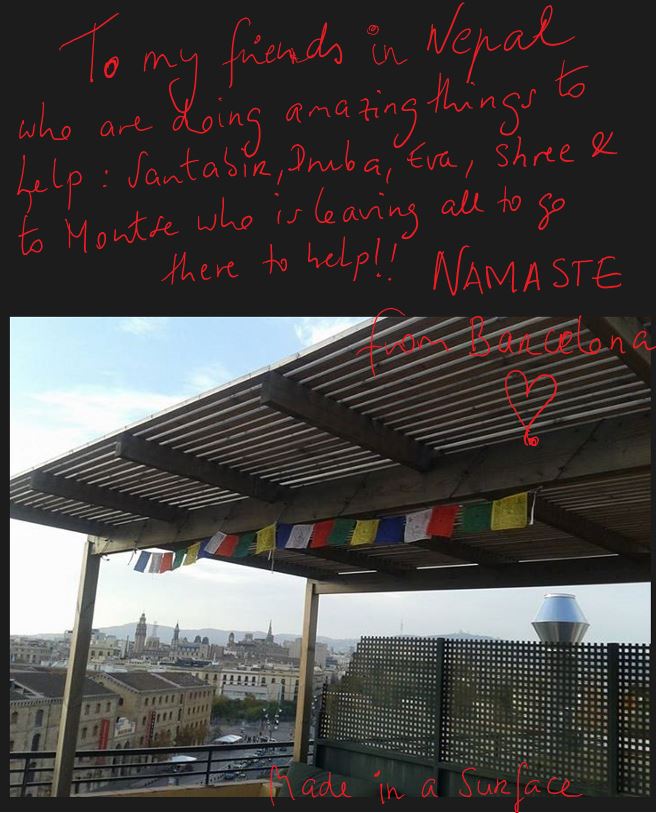 To my friends in Nepal
who are doing amazing things to
help: Santabir, Druba, Eva, Shree &
to Montse who is leaving all to go
there to help!! NAMASTE
from Barcelona
Made in a Surface